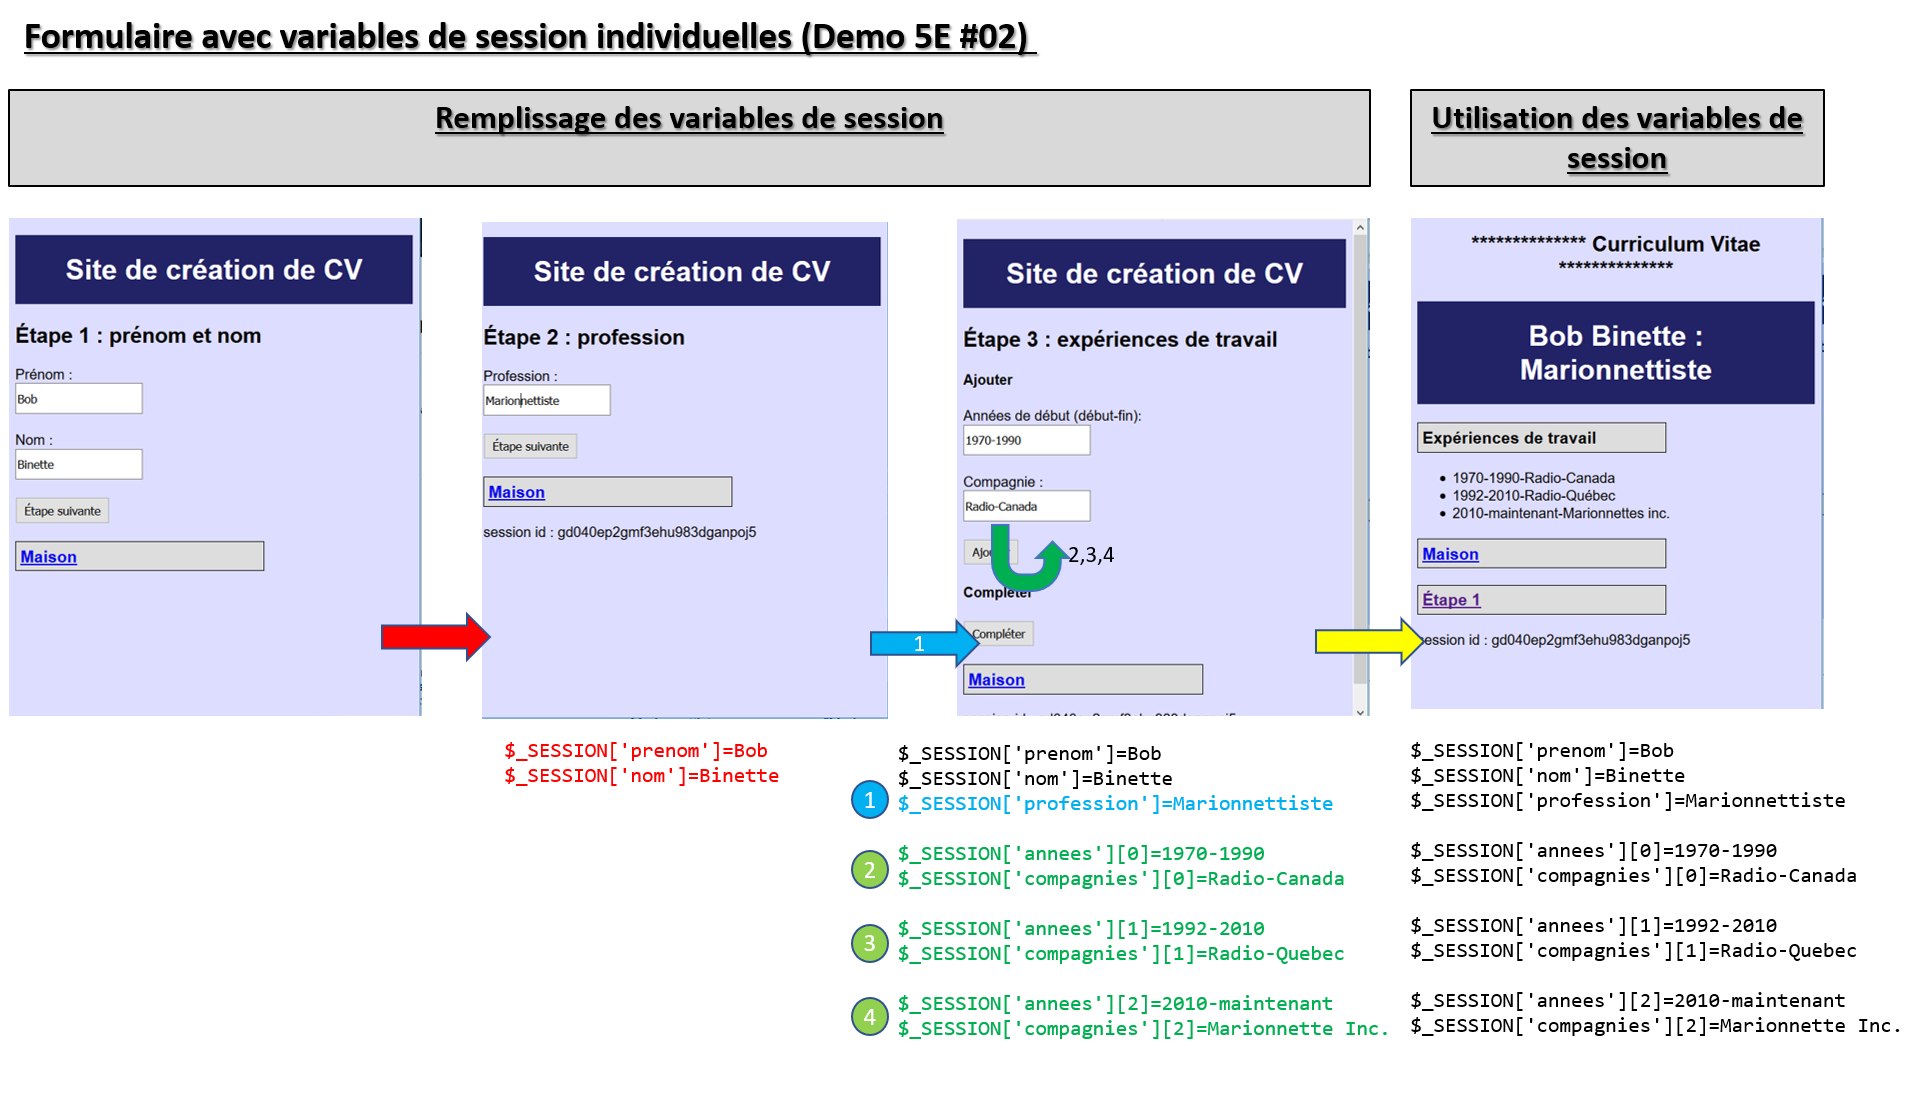 Formulaire avec variables de session individuelles (Demo 5E #02)
Remplissage des variables de session
Utilisation des variables de
session
Site de création de CV
Étape 1 : prénom et nom
Prénom :
Bob
Nom :
Binette
Étape suivante
Maison
Site de création de CV
Étape 2 : profession
Profession :
Marionnettiste
Étape suivante
Maison
session id : gd040ep2gmf3ehu983dganpoj5
Site de création de CV
Étape 3 : expériences de travail
Ajouter
Années de début (début-fin):
1970-1990
Compagnie :
Radio-Canada
2,3,4
Compléter
Compléter
Maison
1
************** Curriculum Vitae
**************
Bob Binette :
Marionnettiste
Expériences de travail
• 1970-1990-Radio-Canada
• 1992-2010-Radio-Québec
• 2010-maintenant-Marionnettes inc.
Maison
Étape 1
session id : gd040ep2gmf3ehu983dganpoj5
$_SESSION['prenom']=Bob
$_SESSION['nom']=Binette
$_SESSION['prenom']=Bob
$_SESSION['nom']=Binette
1 $_SESSION['profession']=Marionnettiste
2 $_SESSION['annees'][0]=1970-1990
$_SESSION['compagnies'][0]=Radio-Canada
3 $_SESSION['annees'][1]=1992-2010
$_SESSION['compagnies'][1]=Radio-Quebec
4 $_SESSION['annees'][2]=2010-maintenant
$_SESSION['compagnies'][2]=Marionnette Inc.
$_SESSION['prenom']=Bob
$_SESSION['nom']=Binette
$_SESSION['profession']=Marionnettiste
$_SESSION['annees'][0]=1970-1990
$_SESSION['compagnies'][0]=Radio-Canada
$_SESSION['annees'][1]=1992-2010
$_SESSION['compagnies'][1]=Radio-Quebec
$_SESSION['annees'][2]=2010-maintenant
$_SESSION['compagnies'][2]=Marionnette Inc.